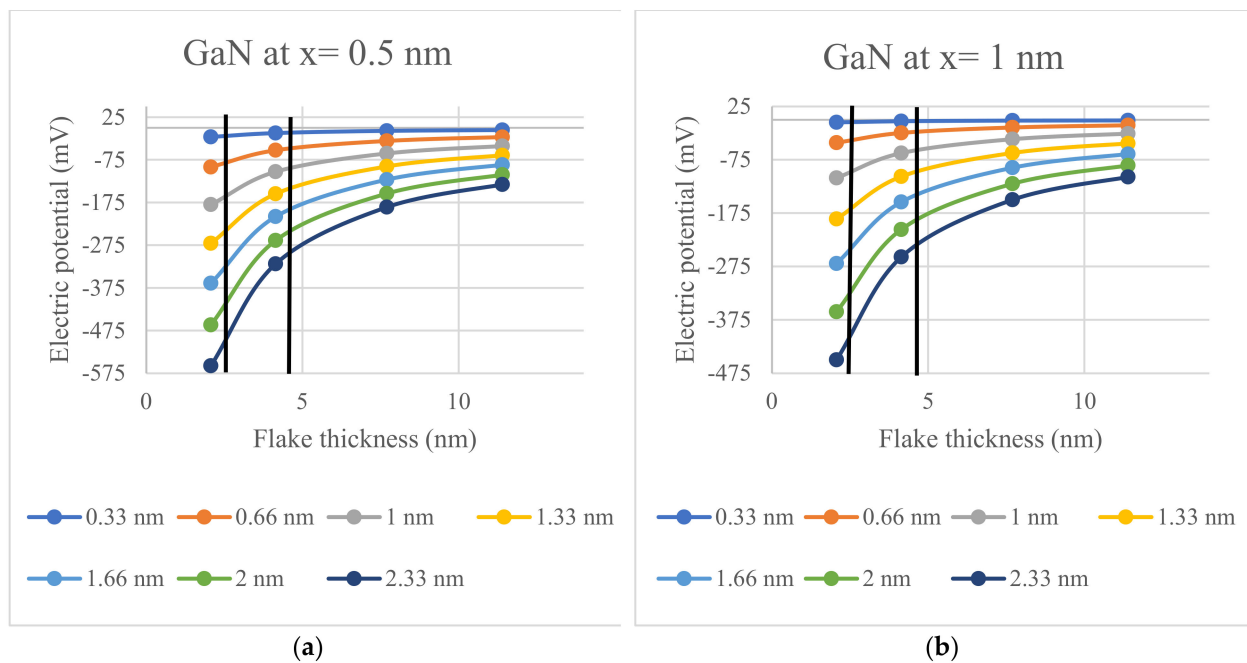 GaN at x= 0.5 nm
25
-75
-175
-275
-375
-475
-575
Electric potential (mV)
0 5 10
Flake thickness (nm)
0.33 nm 0.66 nm 1 nm 1.33 nm
1.66 nm 2 nm 2.33 nm
(a)
GaN at x= 1 nm
25
-75
-175
-275
-375
-475
Electric potential (mV)
0 5 10
Flake thickness (nm)
0.33 nm 0.66 nm 1 nm 1.33 nm
1.66 nm 2 nm 2.33 nm
(b)